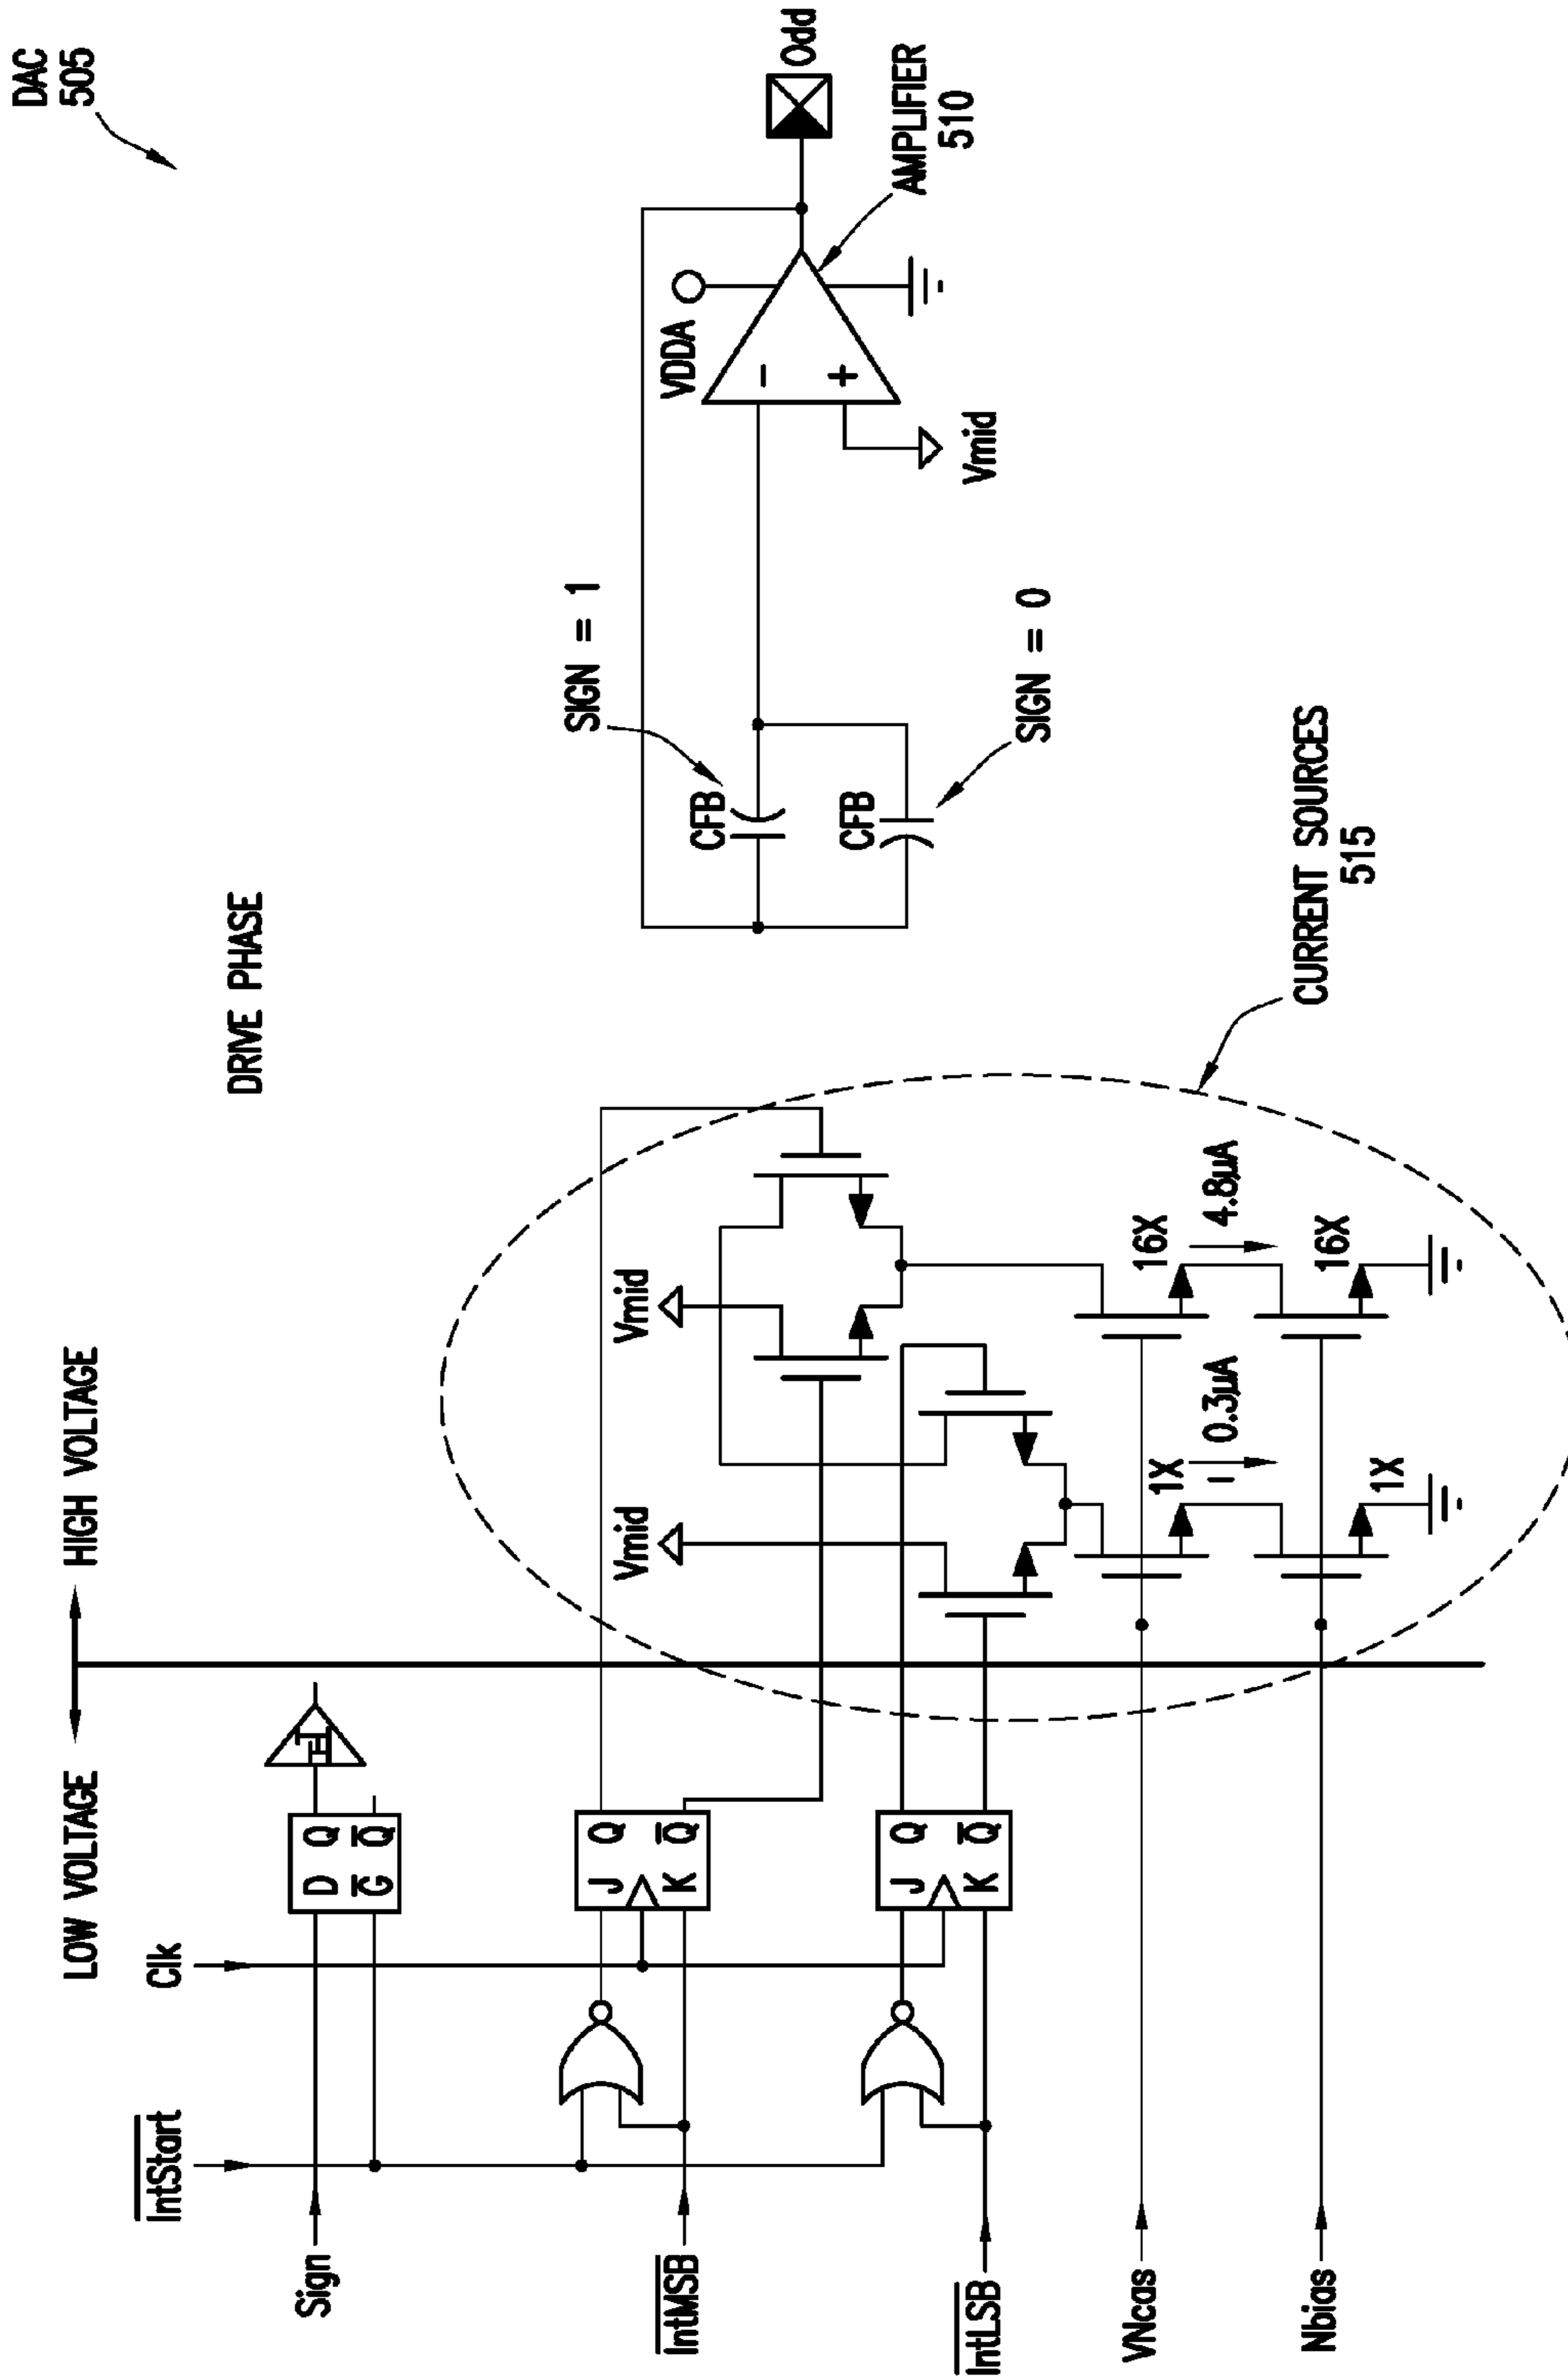 DAC
505
LOW VOLTAGE
HIGH VOLTAGE
DRIVE PHASE
IntStart
Clk
Sign
D Q
G Q
IntMSB
J Q
K Q
IntLSB
J Q
K Q
VNcas
Nbias
Vmid
Vmid
1X
I
0.3µA
1X
16X
4.8µA
16X
CURRENT SOURCES
515
SIGN = 1
CFB
CFB
SIGN = 0
VDDA
-
+
Vmid
AMPLIFIER
510
Odd